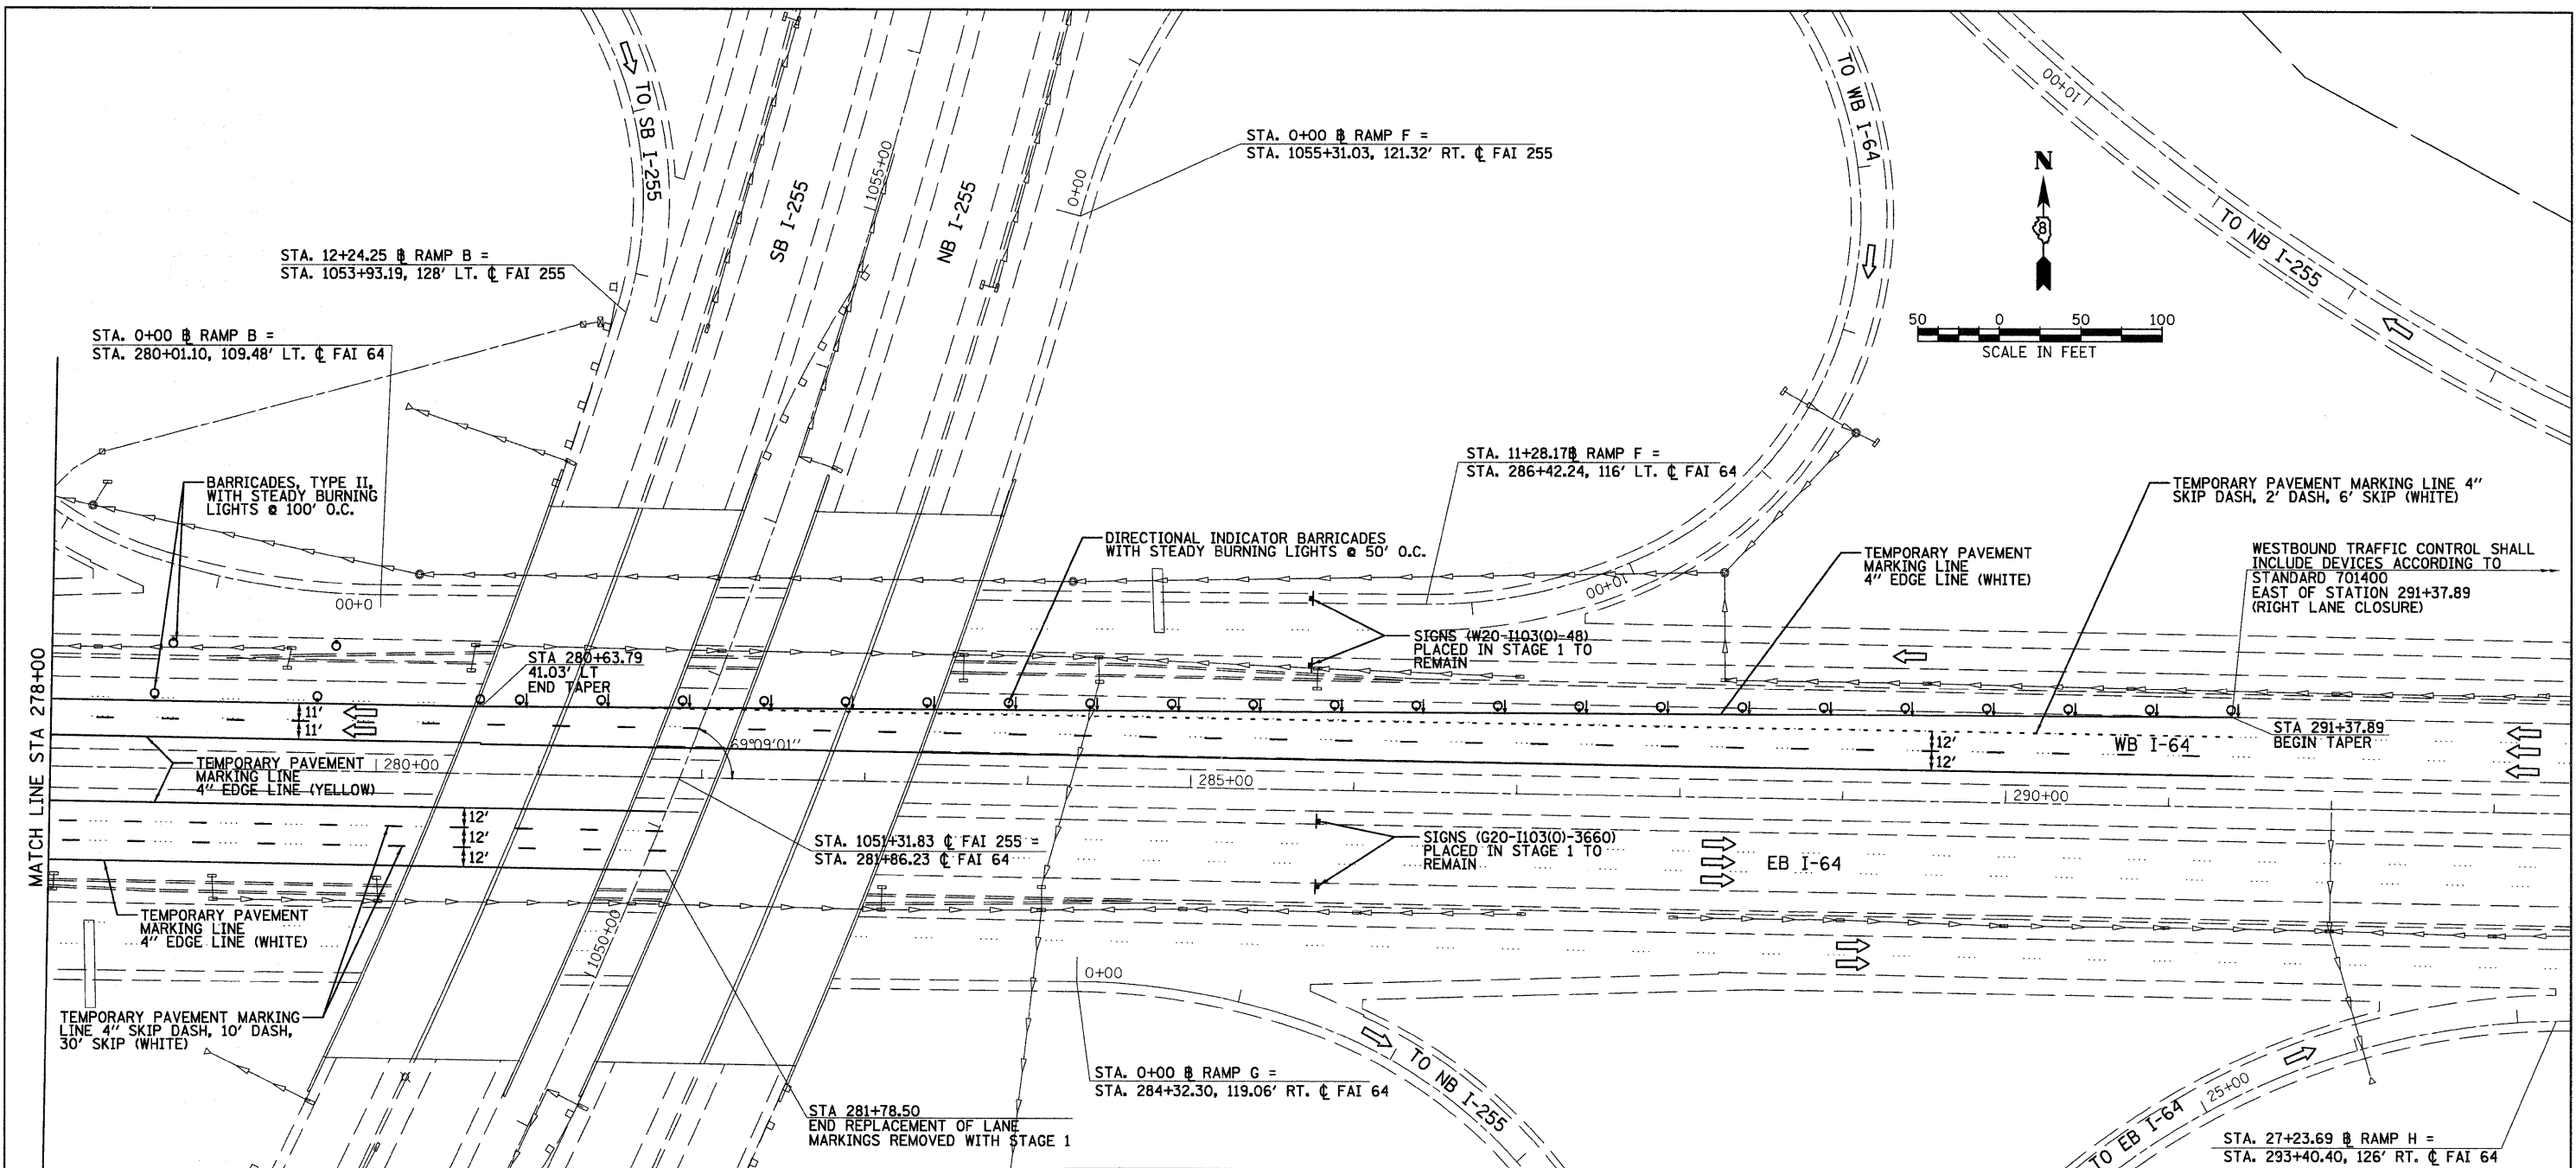 TO SB I-255
SB I-255
1055+00
NB I-255
0+00
STA. 0+00 ℄ RAMP F =
STA. 1055+31.03, 121.32' RT. ℄ FAI 255
TO WB I-64
10+00
TO NB I-255
N
8
50 0 50 100
SCALE IN FEET
STA. 12+24.25 ℄ RAMP B =
STA. 1053+93.19, 128' LT. ℄ FAI 255
STA. 0+00 ℄ RAMP B =
STA. 280+01.10, 109.48' LT. ℄ FAI 64
BARRICADES, TYPE II,
WITH STEADY BURNING
LIGHTS @ 100' O.C.
STA. 11+28.17 ℄ RAMP F =
STA. 286+42.24, 116' LT. ℄ FAI 64
TEMPORARY PAVEMENT MARKING LINE 4"
SKIP DASH, 2' DASH, 6' SKIP (WHITE)
DIRECTIONAL INDICATOR BARRICADES
WITH STEADY BURNING LIGHTS @ 50' O.C.
TEMPORARY PAVEMENT
MARKING LINE
4" EDGE LINE (WHITE)
WESTBOUND TRAFFIC CONTROL SHALL
INCLUDE DEVICES ACCORDING TO
STANDARD 701400
EAST OF STATION 291+37.89
(RIGHT LANE CLOSURE)
00+0
00+01
SIGNS (W20-I103(O)-48)
PLACED IN STAGE 1 TO
REMAIN
STA 280+63.79
41.03' LT
END TAPER
MATCH LINE STA 278+00
11'
11'
69°09'01"
12'
12'
WB I-64
STA 291+37.89
BEGIN TAPER
TEMPORARY PAVEMENT
MARKING LINE
4" EDGE LINE (YELLOW)
280+00
285+00
290+00
12'
12'
12'
STA. 1051+31.83 ℄ FAI 255 =
STA. 281+86.23 ℄ FAI 64
SIGNS (G20-I103(O)-3660)
PLACED IN STAGE 1 TO
REMAIN
EB I-64
TEMPORARY PAVEMENT
MARKING LINE
4" EDGE LINE (WHITE)
1050+00
0+00
TEMPORARY PAVEMENT MARKING
LINE 4" SKIP DASH, 10' DASH,
30' SKIP (WHITE)
STA. 0+00 ℄ RAMP G =
STA. 284+32.30, 119.06' RT. ℄ FAI 64
TO NB I-255
STA 281+78.50
END REPLACEMENT OF LANE
MARKINGS REMOVED WITH STAGE 1
TO EB I-64
25+00
STA. 27+23.69 ℄ RAMP H =
STA. 293+40.40, 126' RT. ℄ FAI 64